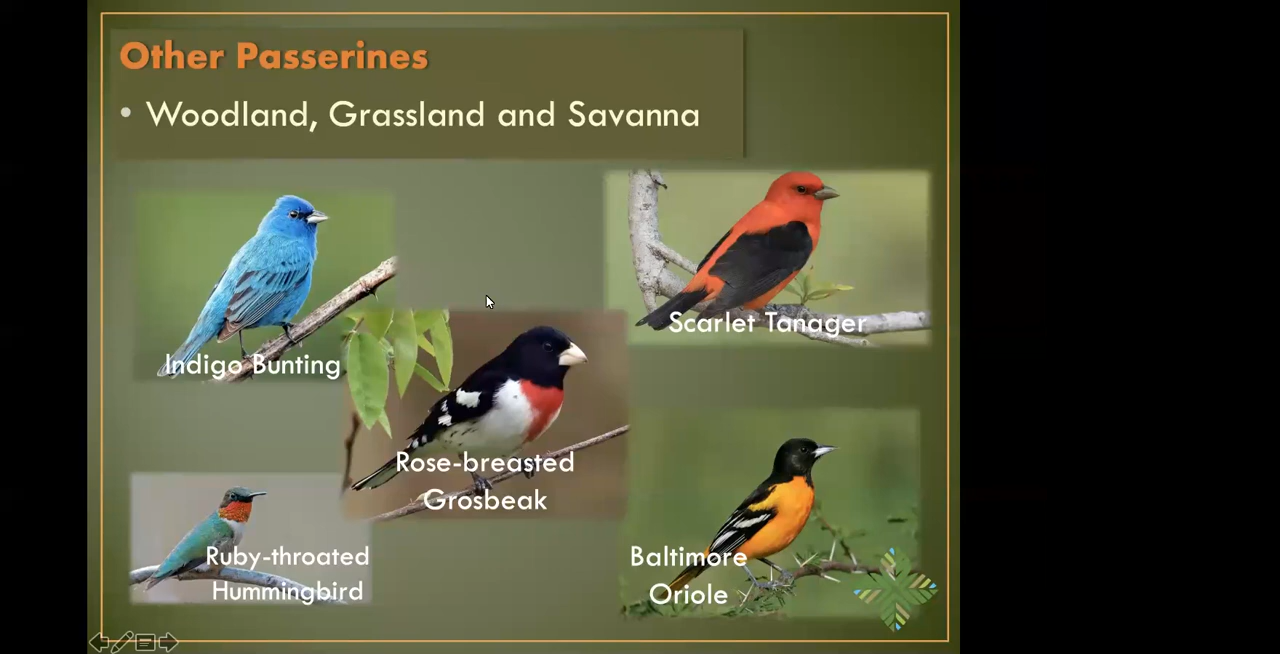 Other Passerines
• Woodland, Grassland and Savanna
Indigo Bunting
Scarlet Tanager
Rose-breasted
Grosbeak
Ruby-throated
Hummingbird
Baltimore
Oriole